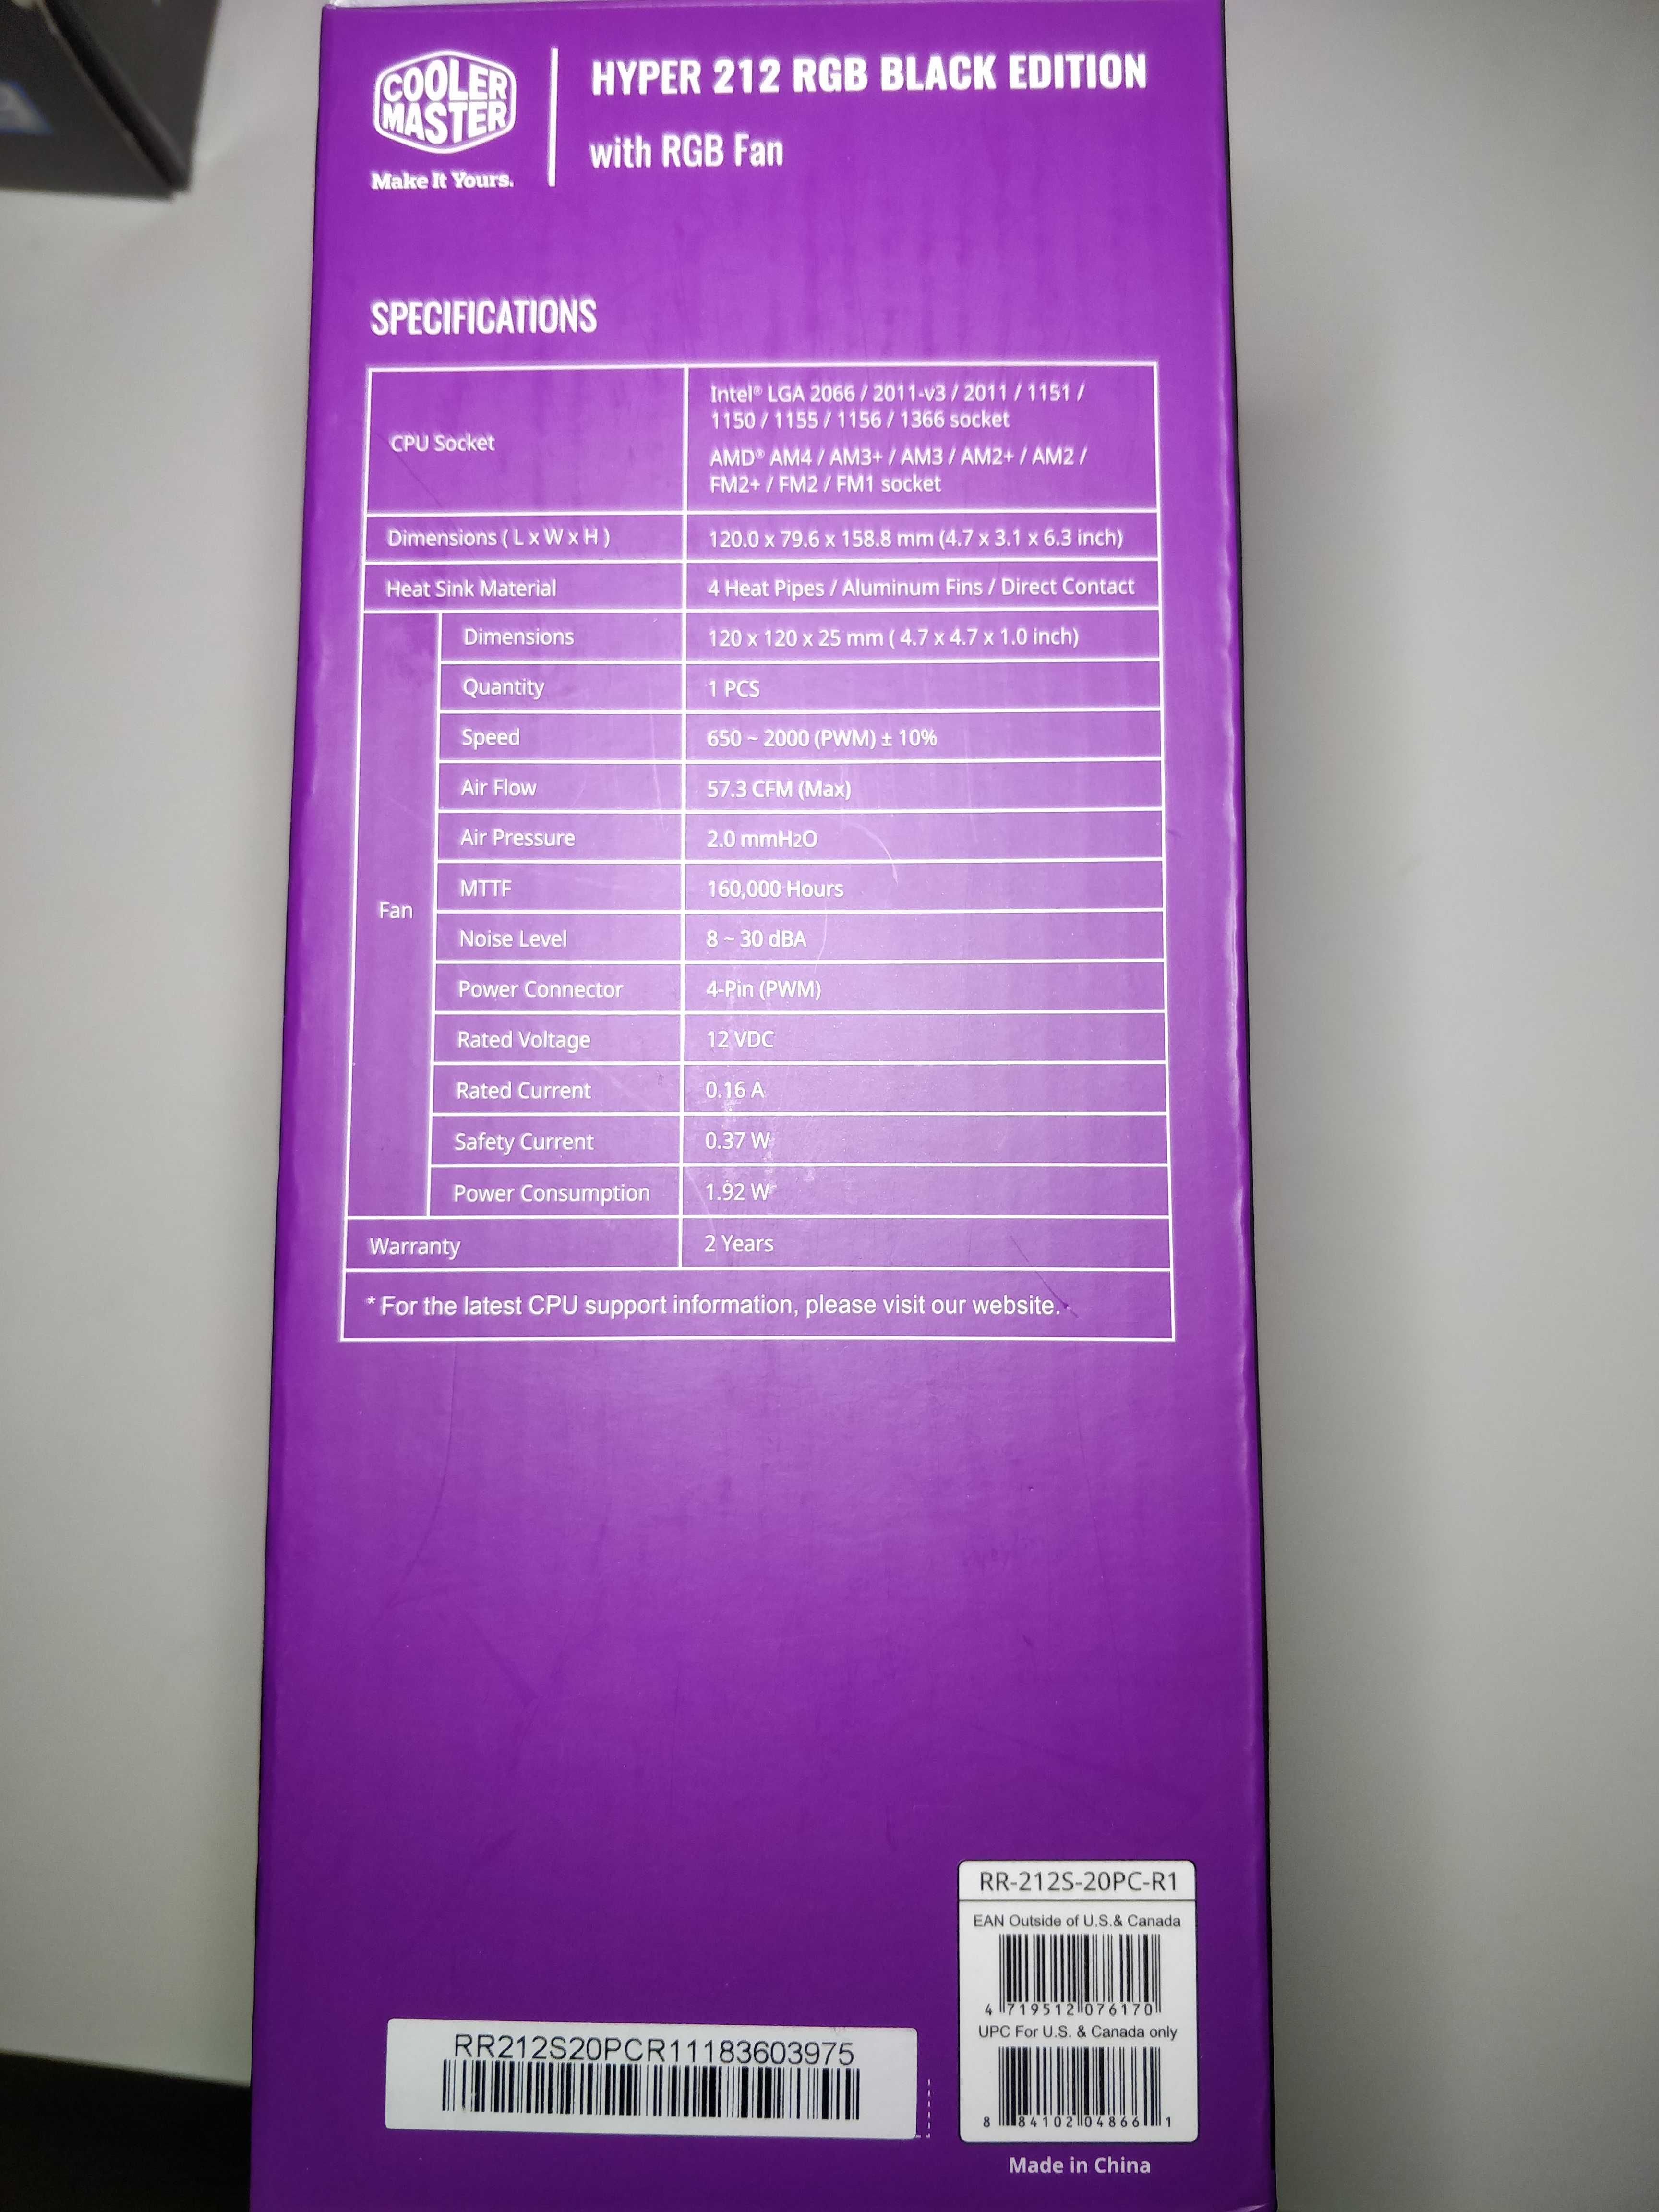 COOLER
MASTER
Make It Yours.
HYPER 212 RGB BLACK EDITION
with RGB Fan
SPECIFICATIONS
CPU Socket
Intel® LGA 2066 / 2011-v3 / 2011 / 1151 /
1150 / 1155 / 1156 / 1366 socket
AMD® AM4 / AM3+ / AM3 / AM2+ / AM2 /
FM2+ / FM2 / FM1 socket
Dimensions ( L x W x H ) 120.0 x 79.6 x 158.8 mm (4.7 x 3.1 x 6.3 inch)
Heat Sink Material 4 Heat Pipes / Aluminum Fins / Direct Contact
Fan
Dimensions 120 x 120 x 25 mm ( 4.7 x 4.7 x 1.0 inch)
Quantity 1 PCS
Speed 650 ~ 2000 (PWM) ± 10%
Air Flow 57.3 CFM (Max)
Air Pressure 2.0 mmH2O
MTTF 160,000 Hours
Noise Level 8 ~ 30 dBA
Power Connector 4-Pin (PWM)
Rated Voltage 12 VDC
Rated Current 0.16 A
Safety Current 0.37 W
Power Consumption 1.92 W
Warranty 2 Years
* For the latest CPU support information, please visit our website.
RR-212S-20PC-R1
EAN Outside of U.S.& Canada
4 719512 076170
UPC For U.S. & Canada only
8 84102 04866 1
RR212S20PCR11183603975
Made in China